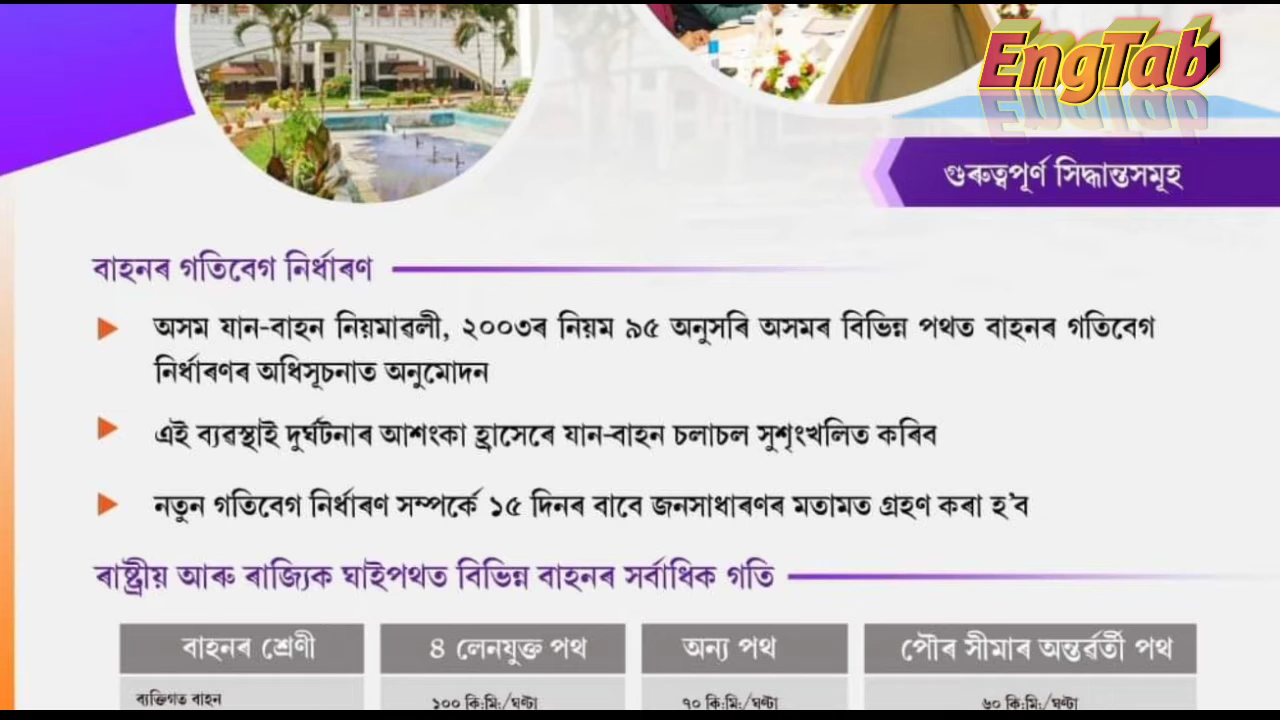 EngTab
গুৰুত্বপূৰ্ণ সিদ্ধান্তসমূহ
বাহনৰ গতিবেগ নিৰ্ধাৰণ
অসম যান-বাহন নিয়মাৱলী, ২০০৩ৰ নিয়ম ৯৫ অনুসৰি অসমৰ বিভিন্ন পথত বাহনৰ গতিবেগ
নিৰ্ধাৰণৰ অধিসূচনাত অনুমোদন
এই ব্যৱস্থাই দুৰ্ঘটনাৰ আশংকা হ্ৰাসেৰে যান-বাহন চলাচল সুশৃংখলিত কৰিব
নতুন গতিবেগ নিৰ্ধাৰণ সম্পৰ্কে ১৫ দিনৰ বাবে জনসাধাৰণৰ মতামত গ্ৰহণ কৰা হ'ব
ৰাষ্ট্ৰীয় আৰু ৰাজ্যিক ঘাইপথত বিভিন্ন বাহনৰ সৰ্বাধিক গতি
বাহনৰ শ্ৰেণী ৪ লেনযুক্ত পথ অন্য পথ পৌৰ সীমাৰ অন্তৰ্ৱৰ্তী পথ
ব্যক্তিগত বাহন ১০০ কি:মি:/ঘণ্টা ৭০ কি:মি:/ঘণ্টা ৬০ কি:মি:/ঘণ্টা